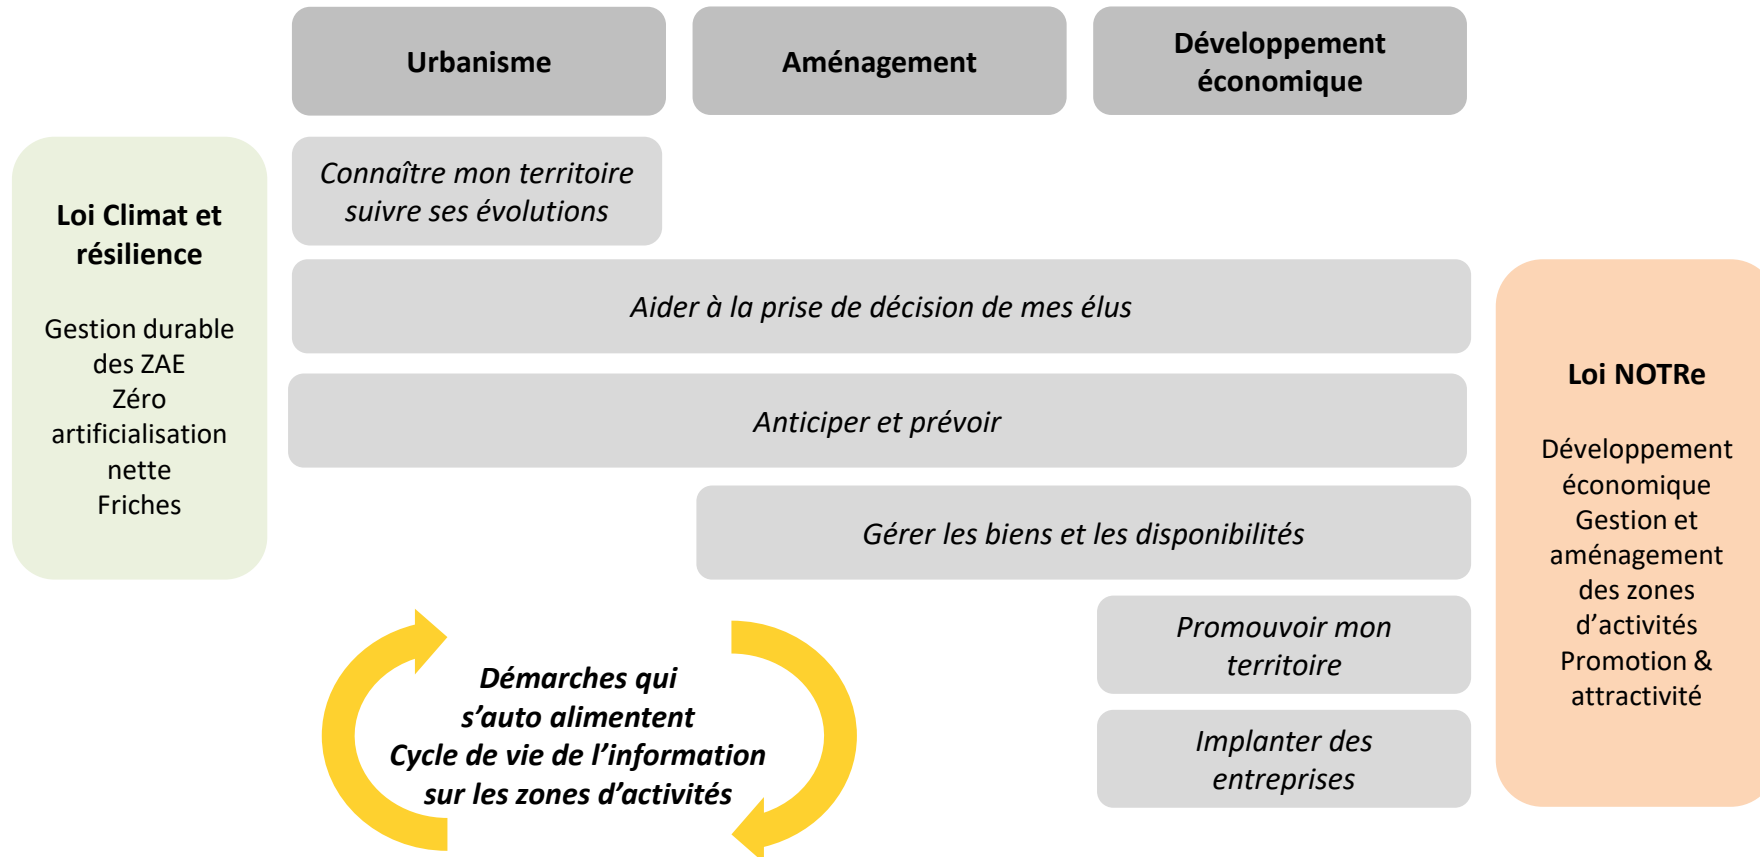 Urbanisme
Aménagement
Développement
économique
Loi Climat et
résilience
Gestion durable
des ZAE
Zéro
artificialisation
nette
Friches
Connaître mon territoire
suivre ses évolutions
Aider à la prise de décision de mes élus
Anticiper et prévoir
Gérer les biens et les disponibilités
Promouvoir mon
territoire
Implanter des
entreprises
Démarches qui
s’auto alimentent
Cycle de vie de l’information
sur les zones d’activités
Loi NOTRe
Développement
économique
Gestion et
aménagement
des zones
d’activités
Promotion &
attractivité